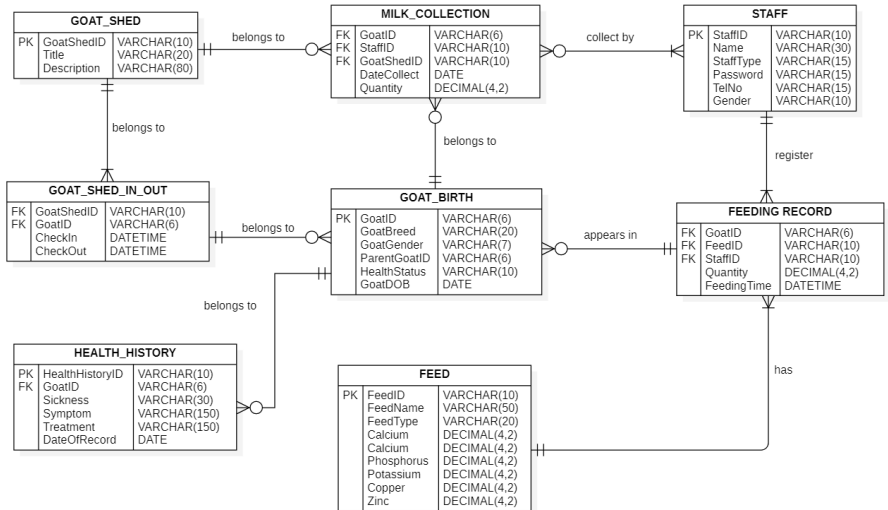 GOAT_SHED
PK GoatShedID VARCHAR(10)
Title VARCHAR(20)
Description VARCHAR(80)
belongs to
MILK_COLLECTION
FK GoatID VARCHAR(6)
FK StaffID VARCHAR(10)
FK GoatShedID VARCHAR(10)
DateCollect DATE
Quantity DECIMAL(4,2)
collect by
STAFF
PK StaffID VARCHAR(10)
Name VARCHAR(30)
StaffType VARCHAR(15)
Password VARCHAR(15)
TelNo VARCHAR(15)
Gender VARCHAR(10)
belongs to
belongs to
register
GOAT_SHED_IN_OUT
FK GoatShedID VARCHAR(10)
FK GoatID VARCHAR(6)
CheckIn DATETIME
CheckOut DATETIME
belongs to
GOAT_BIRTH
PK GoatID VARCHAR(6)
GoatBreed VARCHAR(20)
GoatGender VARCHAR(7)
ParentGoatID VARCHAR(6)
HealthStatus VARCHAR(10)
GoatDOB DATE
appears in
FEEDING RECORD
FK GoatID VARCHAR(6)
FK FeedID VARCHAR(10)
FK StaffID VARCHAR(10)
Quantity DECIMAL(4,2)
FeedingTime DATETIME
belongs to
HEALTH_HISTORY
PK HealthHistoryID VARCHAR(10)
FK GoatID VARCHAR(6)
Sickness VARCHAR(30)
Symptom VARCHAR(150)
Treatment VARCHAR(150)
DateOfRecord DATE
FEED
PK FeedID VARCHAR(10)
FeedName VARCHAR(50)
FeedType VARCHAR(20)
Calcium DECIMAL(4,2)
Calcium DECIMAL(4,2)
Phosphorus DECIMAL(4,2)
Potassium DECIMAL(4,2)
Copper DECIMAL(4,2)
Zinc DECIMAL(4,2)
has